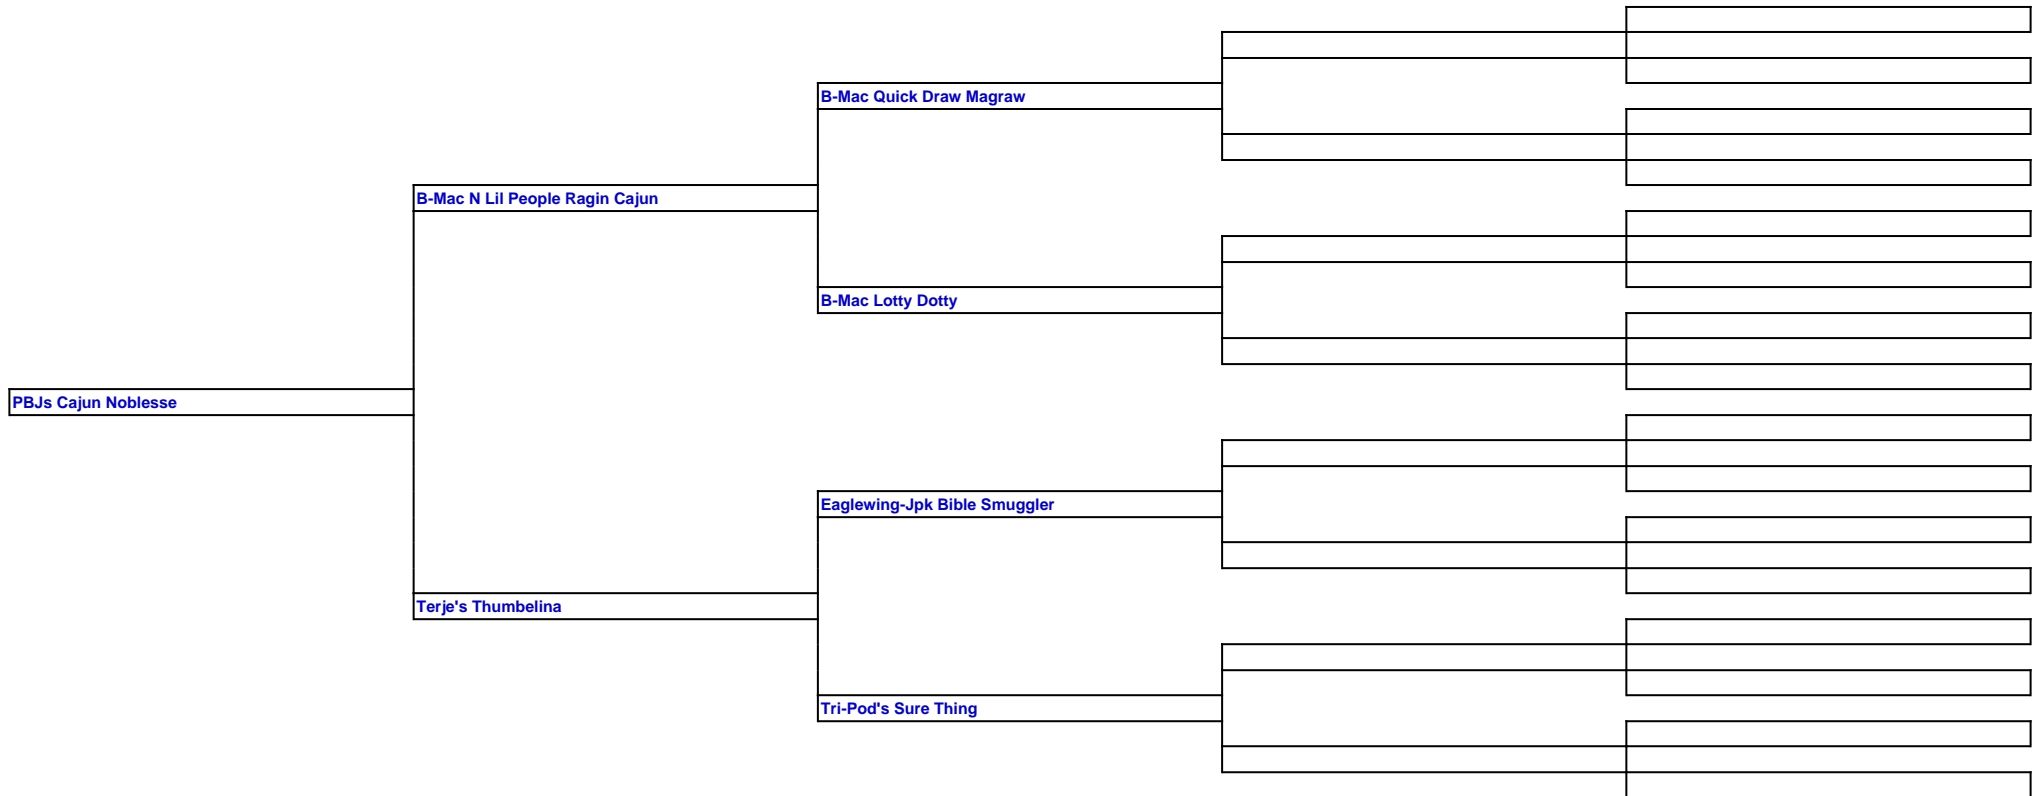 B-Mac Quick Draw Magraw
B-Mac N Lil People Ragin Cajun
B-Mac Lotty Dotty
PBJs Cajun Noblesse
Eaglewing-Jpk Bible Smuggler
Terje's Thumbelina
Tri-Pod's Sure Thing